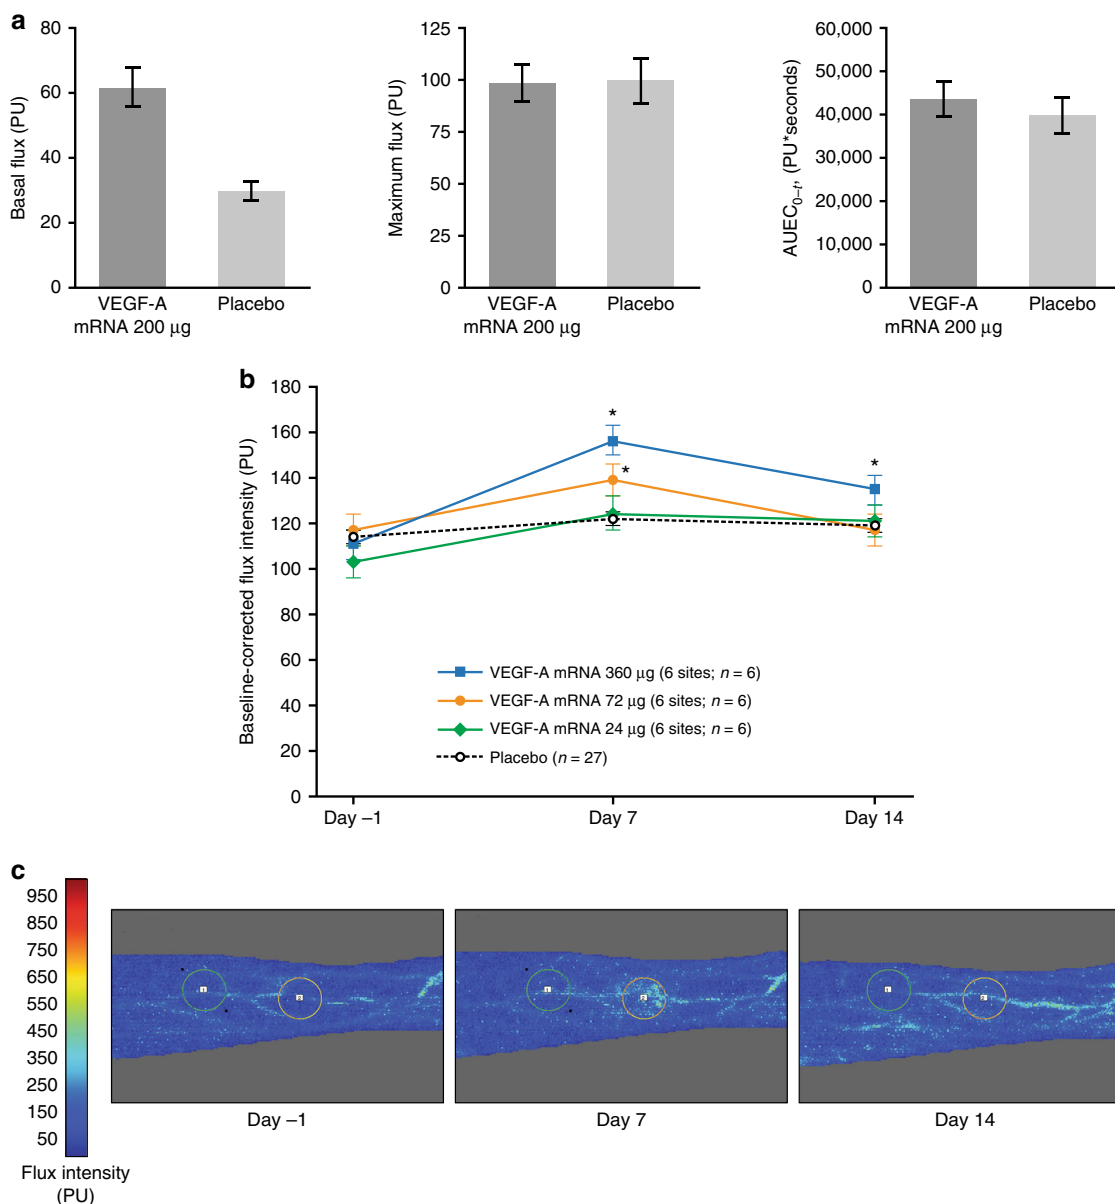 a
80
60
40
20
0
Basal flux (PU)
VEGF-A
mRNA 200 µg
Placebo
125
100
75
50
25
0
Maximum flux (PU)
VEGF-A
mRNA 200 µg
Placebo
60,000
50,000
40,000
30,000
20,000
10,000
0
AUEC0–t, (PU*seconds)
VEGF-A
mRNA 200 µg
Placebo
b
180
160
140
120
100
80
60
40
20
0
Baseline-corrected flux intensity (PU)
*
*
*
VEGF-A mRNA 360 µg (6 sites; n = 6)
VEGF-A mRNA 72 µg (6 sites; n = 6)
VEGF-A mRNA 24 µg (6 sites; n = 6)
Placebo (n = 27)
Day –1
Day 7
Day 14
c
950
850
750
650
550
450
350
250
150
50
Flux intensity
(PU)
1
2
1
2
1
2
Day –1
Day 7
Day 14